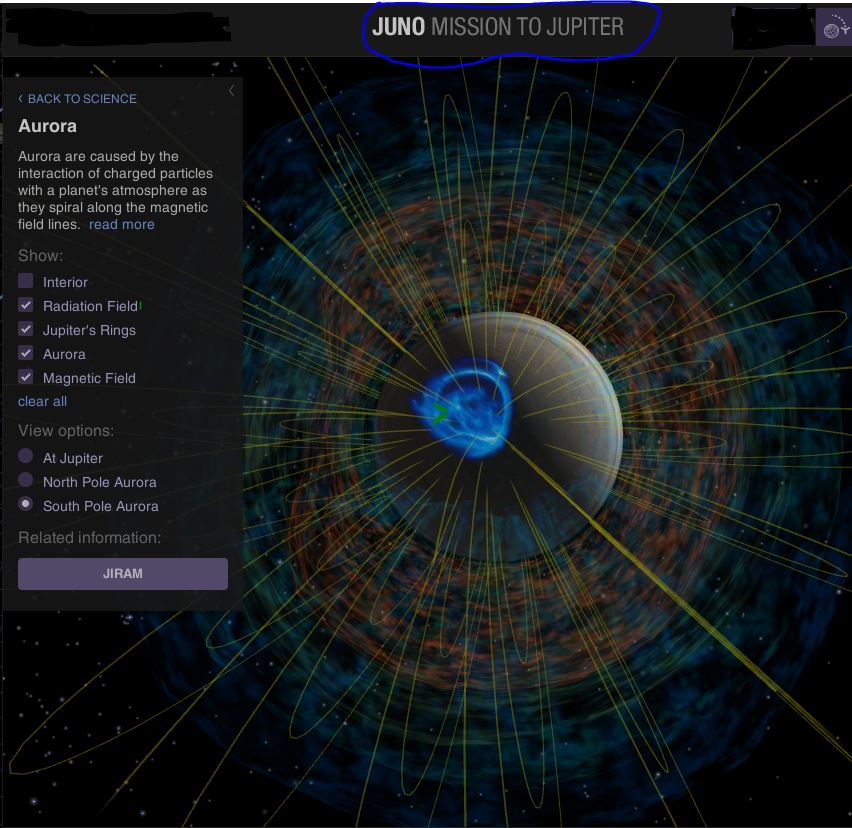 JUNO MISSION TO JUPITER
‹ BACK TO SCIENCE
Aurora
Aurora are caused by the
interaction of charged particles
with a planet's atmosphere as
they spiral along the magnetic
field lines. read more
Show:
Interior
Radiation Field
Jupiter's Rings
Aurora
Magnetic Field
clear all
View options:
At Jupiter
North Pole Aurora
South Pole Aurora
Related information:
JIRAM